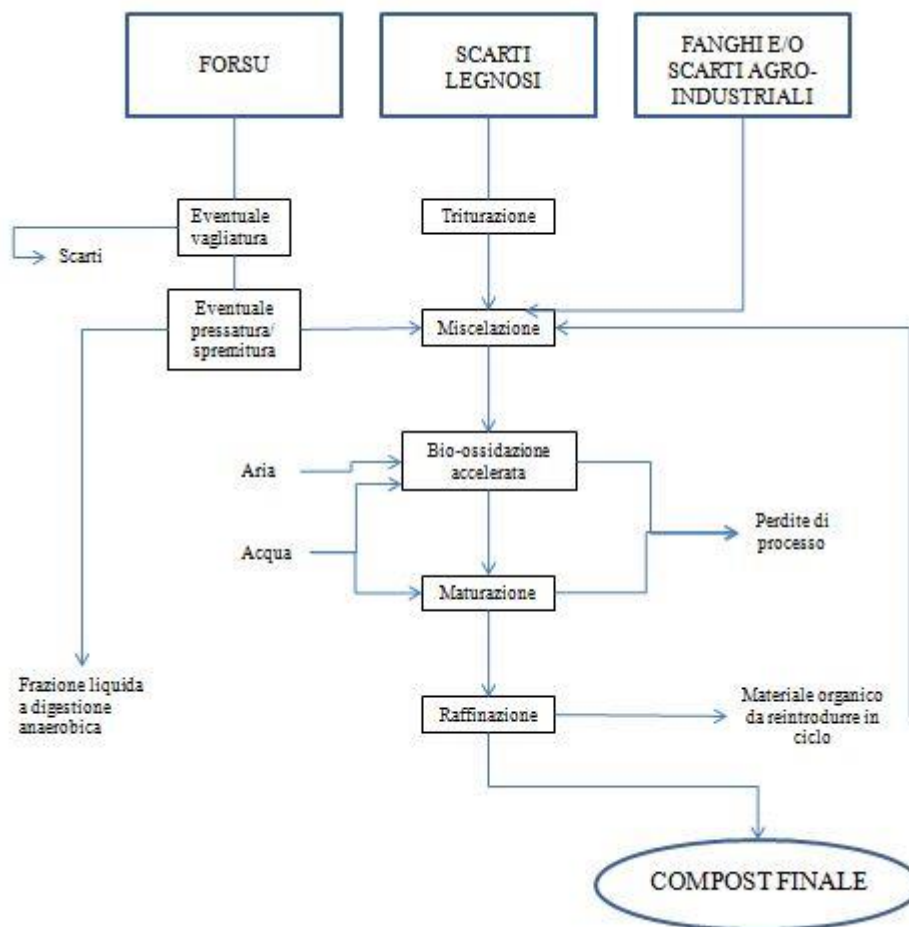 FORSU
SCARTI
LEGNOSI
FANGHI E/O
SCARTI AGRO-
INDUSTRIALI
Eventuale
vagliatura
Triturazione
Scarti
Eventuale
pressatura/
spremitura
Miscelazione
Bio-ossidazione
accelerata
Aria
Acqua
Perdite di
processo
Maturazione
Frazione liquida
a digestione
anaerobica
Raffinazione
Materiale organico
da reintrodurre in
ciclo
COMPOST FINALE